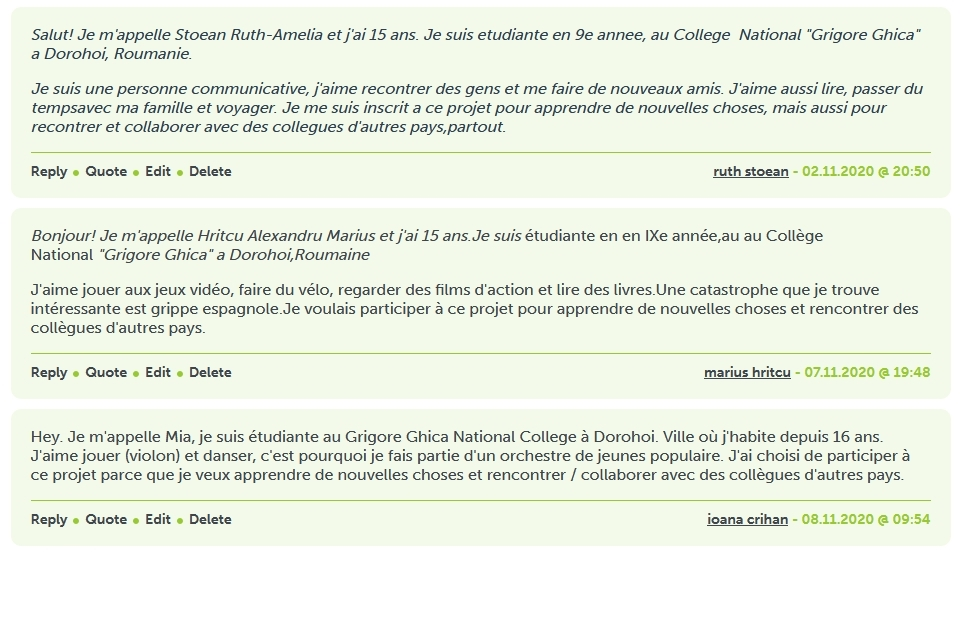 Salut! Je m'appelle Stoean Ruth-Amelia et j'ai 15 ans. Je suis etudiante en 9e annee, au College  National "Grigore Ghica"
a Dorohoi, Roumanie.
Je suis une personne communicative, j'aime recontrer des gens et me faire de nouveaux amis. J'aime aussi lire, passer du
tempsavec ma famille et voyager. Je me suis inscrit a ce projet pour apprendre de nouvelles choses, mais aussi pour
recontrer et collaborer avec des collegues d'autres pays,partout.
Reply • Quote • Edit • Delete ruth stoean - 02.11.2020 @ 20:50
Bonjour! Je m'appelle Hritcu Alexandru Marius et j'ai 15 ans.Je suis étudiante en en IXe année,au au Collège
National "Grigore Ghica" a Dorohoi,Roumaine
J'aime jouer aux jeux vidéo, faire du vélo, regarder des films d'action et lire des livres.Une catastrophe que je trouve
intéressante est grippe espagnole.Je voulais participer à ce projet pour apprendre de nouvelles choses et rencontrer des
collègues d'autres pays.
Reply • Quote • Edit • Delete marius hritcu - 07.11.2020 @ 19:48
Hey. Je m'appelle Mia, je suis étudiante au Grigore Ghica National College à Dorohoi. Ville où j'habite depuis 16 ans.
J'aime jouer (violon) et danser, c'est pourquoi je fais partie d'un orchestre de jeunes populaire. J'ai choisi de participer à
ce projet parce que je veux apprendre de nouvelles choses et rencontrer / collaborer avec des collègues d'autres pays.
Reply • Quote • Edit • Delete ioana crihan - 08.11.2020 @ 09:54